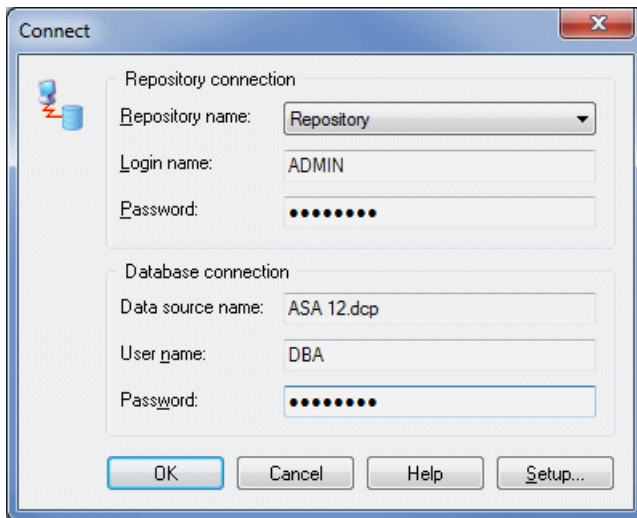 Connect
Repository connection
Repository name: Repository
Login name: ADMIN
Password: ●●●●●●●●
Database connection
Data source name: ASA 12.dcp
User name: DBA
Password: ●●●●●●●●
OK Cancel Help Setup...